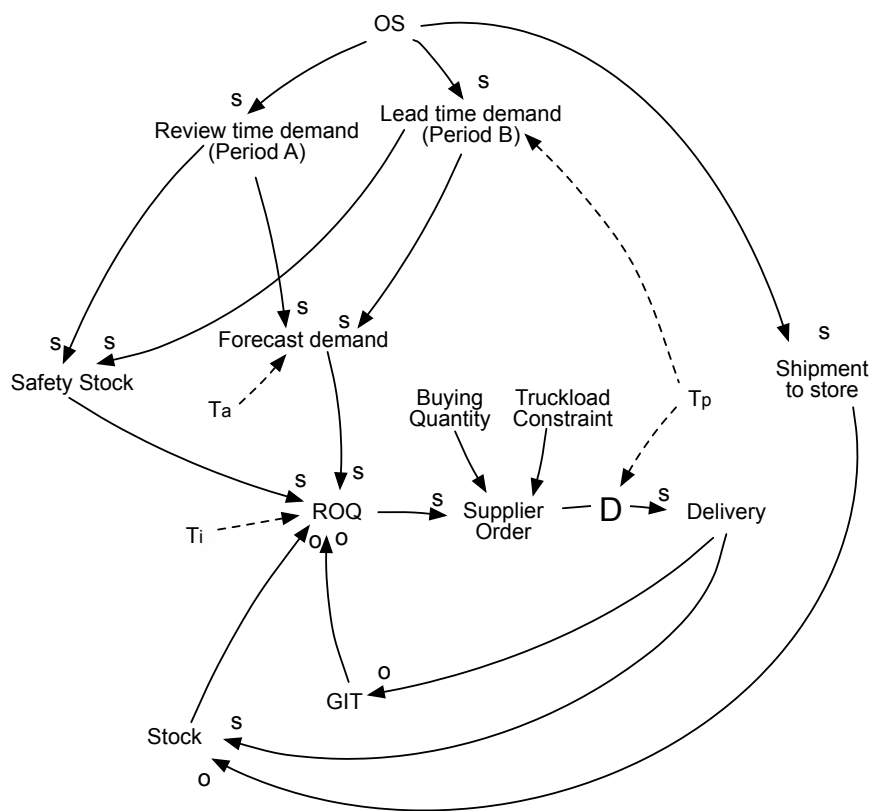 OS
s
s
Review time demand
(Period A)
Lead time demand
(Period B)
s
s
s
s
s
Safety Stock
Forecast demand
Shipment
to store
Ta
Buying
Quantity
Truckload
Constraint
Tp
s
s
s
s
Ti
ROQ
Supplier
Order
D
Delivery
o
o
o
GIT
Stock
s
o